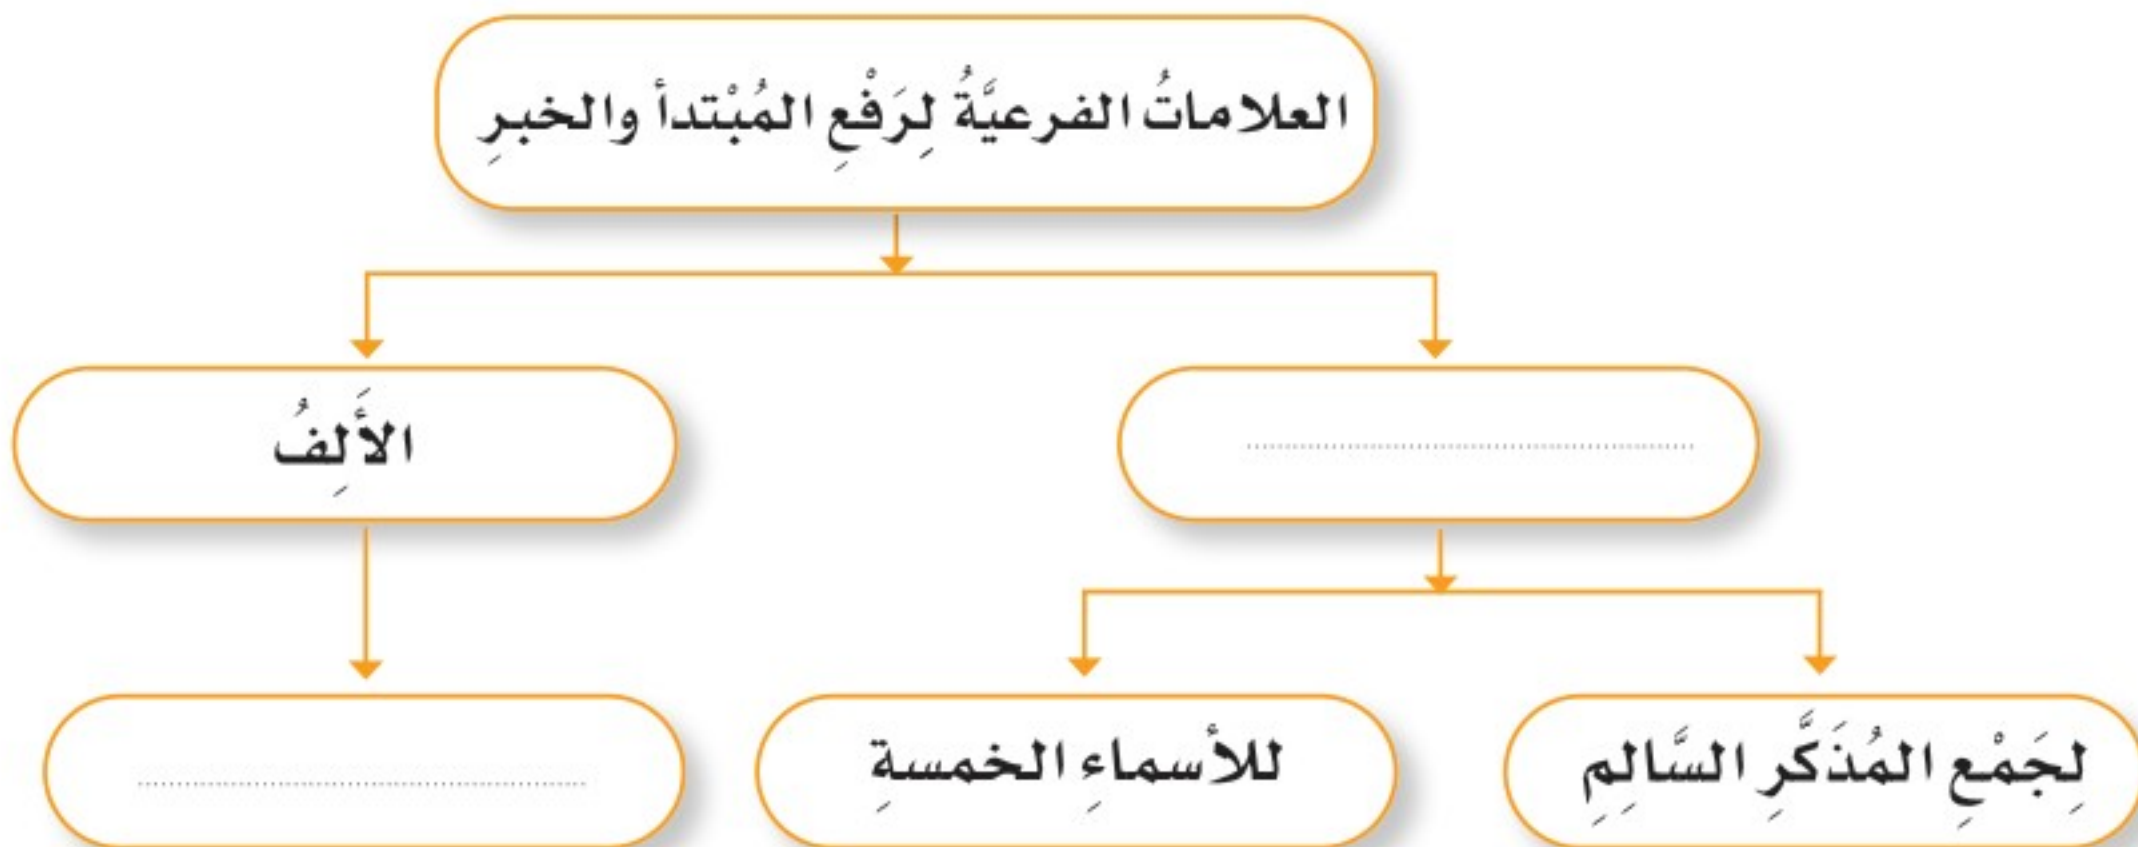 العلاماتُ الفرعيَّةُ لِرَفْعِ المُبْتدأ والخبرِ
الأَلِفُ
لِجَمْعِ المُذَكَّرِ السَّالِمِ
للأسماءِ الخمسةِ